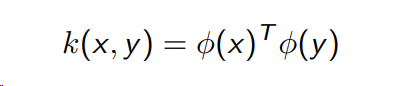 k(x, y) = ϕ(x)ᵀϕ(y)